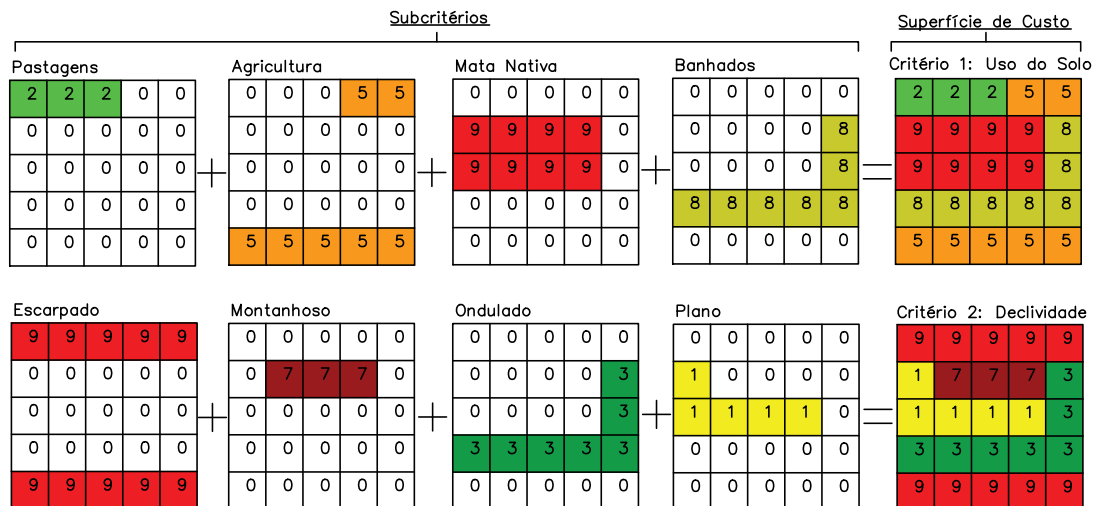 Subcritérios
Superfície de Custo
Pastagens Agricultura Mata Nativa Banhados Critério 1: Uso do Solo
2 2 2 0 0 0 0 0 5 5 0 0 0 0 0 0 0 0 0 0 2 2 2 5 5
0 0 0 0 0 0 0 0 0 0 9 9 9 9 0 0 0 0 0 8 9 9 9 9 8
0 0 0 0 0 + 0 0 0 0 0 + 9 9 9 9 0 + 0 0 0 0 8 = 9 9 9 9 8
0 0 0 0 0 0 0 0 0 0 0 0 0 0 0 8 8 8 8 8 8 8 8 8 8
0 0 0 0 0 5 5 5 5 5 0 0 0 0 0 0 0 0 0 0 5 5 5 5 5
Escarpado Montanhoso Ondulado Plano Critério 2: Declividade
9 9 9 9 9 0 0 0 0 0 0 0 0 0 0 0 0 0 0 0 9 9 9 9 9
0 0 0 0 0 0 7 7 7 0 0 0 0 0 3 1 0 0 0 0 1 7 7 7 3
0 0 0 0 0 + 0 0 0 0 0 + 0 0 0 0 3 + 1 1 1 1 0 = 1 1 1 1 3
0 0 0 0 0 0 0 0 0 0 3 3 3 3 3 0 0 0 0 0 3 3 3 3 3
9 9 9 9 9 0 0 0 0 0 0 0 0 0 0 0 0 0 0 0 9 9 9 9 9